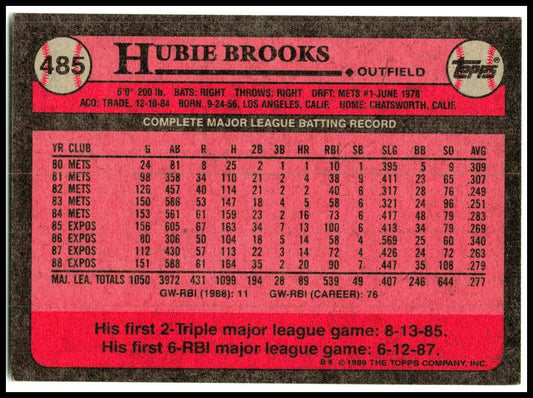 485
HUBIE BROOKS
◆ OUTFIELD
TOPPS®
6'0" 200 lb. BATS: RIGHT THROWS: RIGHT DRFT: METS #1-JUNE 1978
ACQ: TRADE, 12-10-84 BORN: 9-24-56, LOS ANGELES, CALIF. HOME: CHATSWORTH, CALIF.
COMPLETE MAJOR LEAGUE BATTING RECORD
YR CLUB G AB R H 2B 3B HR RBI SB SLG BB SO AVG
80 METS 24 81 8 25 2 1 1 10 1 .395 5 9 .309
81 METS 98 358 34 110 21 2 4 38 9 .411 23 65 .307
82 METS 126 457 40 114 21 2 2 40 6 .317 28 76 .249
83 METS 150 586 53 147 18 4 5 58 6 .321 24 96 .251
84 METS 153 561 61 159 23 2 16 73 6 .417 48 79 .283
85 EXPOS 156 605 67 163 34 7 13 100 6 .413 34 79 .269
86 EXPOS 80 306 50 104 18 5 14 58 4 .569 25 60 .340
87 EXPOS 112 430 57 113 22 3 14 72 4 .426 24 72 .263
88 EXPOS 151 588 61 164 35 2 20 90 7 .447 35 108 .279
MAJ. LEA. TOTALS 1050 3972 431 1099 194 28 89 539 49 .407 246 644 .277
GW-RBI (1988): 11 GW-RBI (CAREER): 76
His first 2-Triple major league game: 8-13-85.
His first 6-RBI major league game: 6-12-87.
© 1989 THE TOPPS COMPANY, INC.